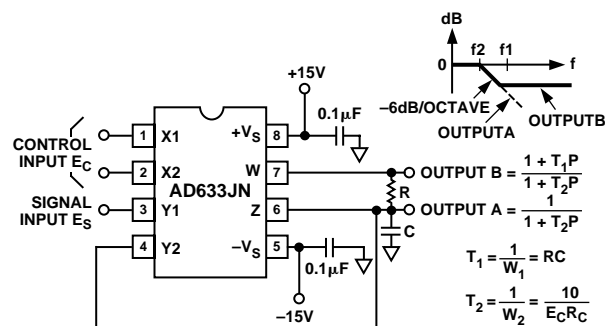 dB
f2 f1
0
f
–6dB/OCTAVE
OUTPUTA
OUTPUTB
+15V
0.1µF
CONTROL
INPUT EC
1 X1
+VS 8
2 X2
W 7
AD633JN
SIGNAL
INPUT ES
3 Y1
Z 6
4 Y2
–VS 5
R
C
OUTPUT B = 1 + T1P / 1 + T2P
OUTPUT A = 1 / 1 + T2P
0.1µF
–15V
T1 = 1 / W1 = RC
T2 = 1 / W2 = 10 / ECRC